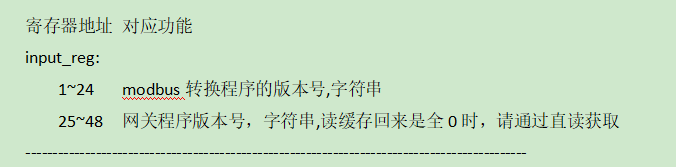 寄存器地址 对应功能
input_reg:
1~24 modbus 转换程序的版本号,字符串
25~48 网关程序版本号，字符串,读缓存回来是全 0 时，请通过直读获取
--------------------------------------------------------------------------------------------